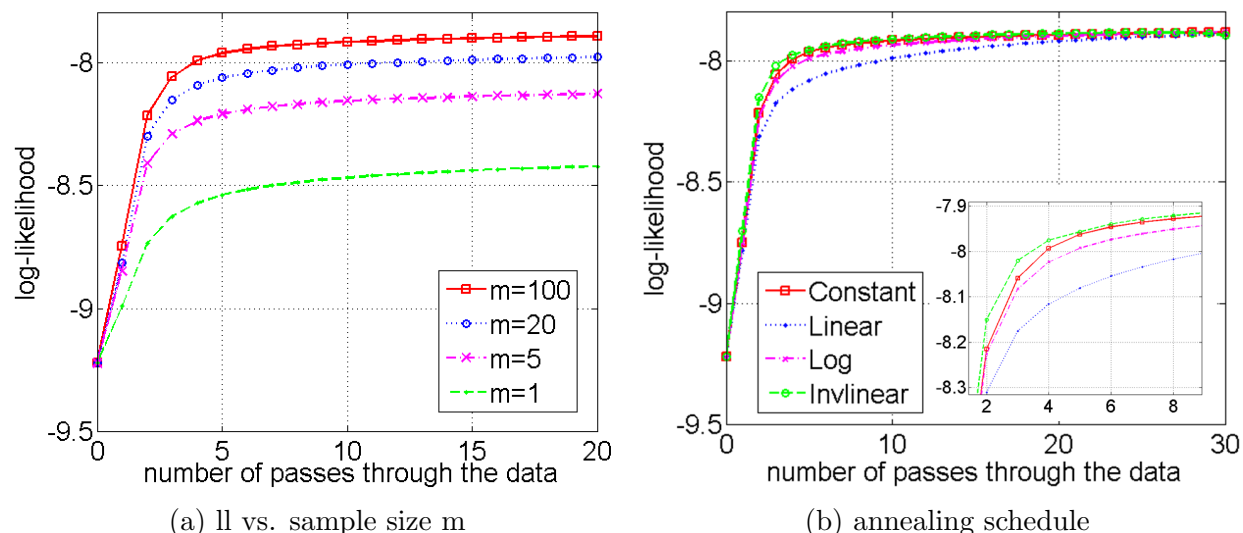 -8
-8.5
-9
-9.5
0
5
10
15
20
log-likelihood
number of passes through the data
m=100
m=20
m=5
m=1
(a) ll vs. sample size m
-8
-8.5
-9
-9.5
0
10
20
30
log-likelihood
number of passes through the data
Constant
Linear
Log
Invlinear
-7.9
-8
-8.1
-8.2
-8.3
2
4
6
8
(b) annealing schedule